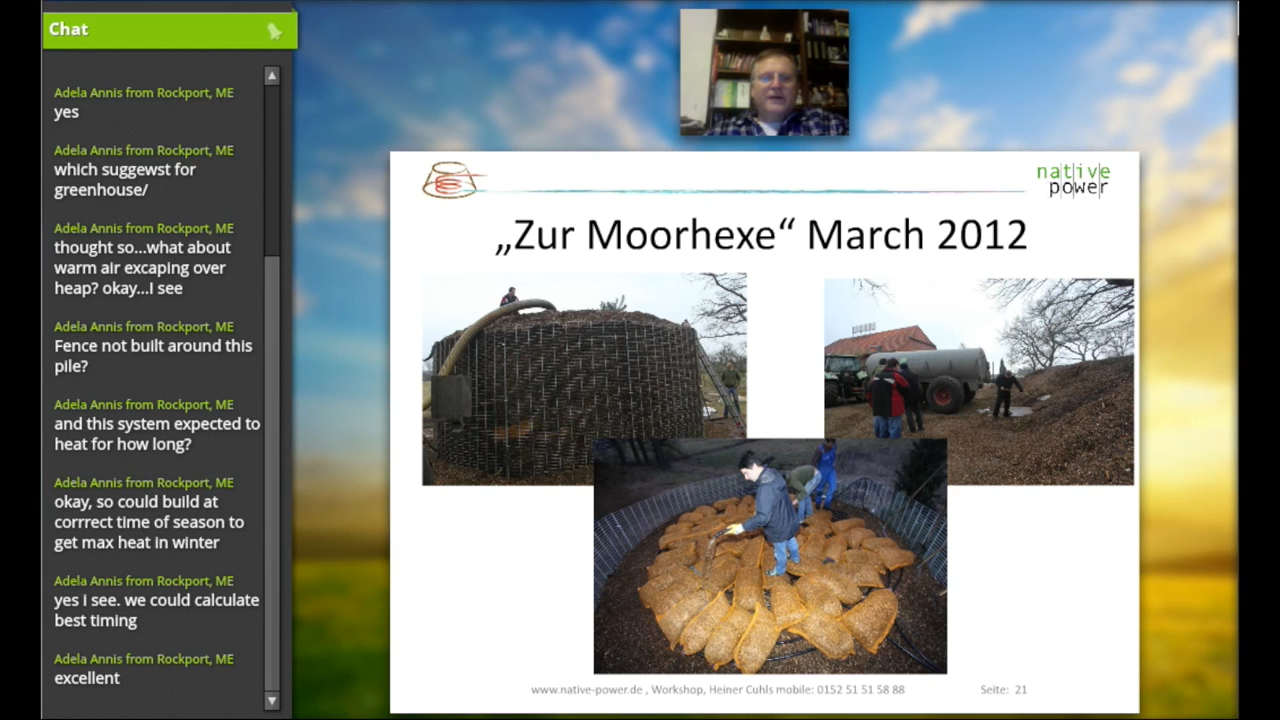 Chat
Adela Annis from Rockport, ME
yes
Adela Annis from Rockport, ME
which suggewst for
greenhouse/
Adela Annis from Rockport, ME
thought so...what about
warm air excaping over
heap? okay...I see
Adela Annis from Rockport, ME
Fence not built around this
pile?
Adela Annis from Rockport, ME
and this system expected to
heat for how long?
Adela Annis from Rockport, ME
okay, so could build at
corrrect time of season to
get max heat in winter
Adela Annis from Rockport, ME
yes i see. we could calculate
best timing
Adela Annis from Rockport, ME
excellent
native
power
„Zur Moorhexe“ March 2012
www.native-power.de , Workshop, Heiner Cuhls mobile: 0152 51 51 58 88
Seite: 21